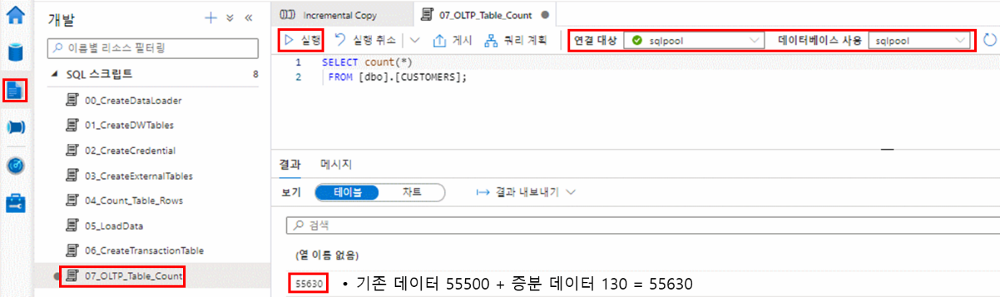 개발
이름별 리소스 필터링
SQL 스크립트 8
00_CreateDataLoader
01_CreateDWTables
02_CreateCredential
03_CreateExternalTables
04_Count_Table_Rows
05_LoadData
06_CreateTransactionTable
07_OLTP_Table_Count
Incremental Copy
07_OLTP_Table_Count
실행 실행 취소 게시 쿼리 계획 연결 대상 sqlpool 데이터베이스 사용 sqlpool
1 SELECT count(*)
2 FROM [dbo].[CUSTOMERS];
결과 메시지
보기 테이블 차트 결과 내보내기
검색
(열 이름 없음)
55630 • 기존 데이터 55500 + 증분 데이터 130 = 55630